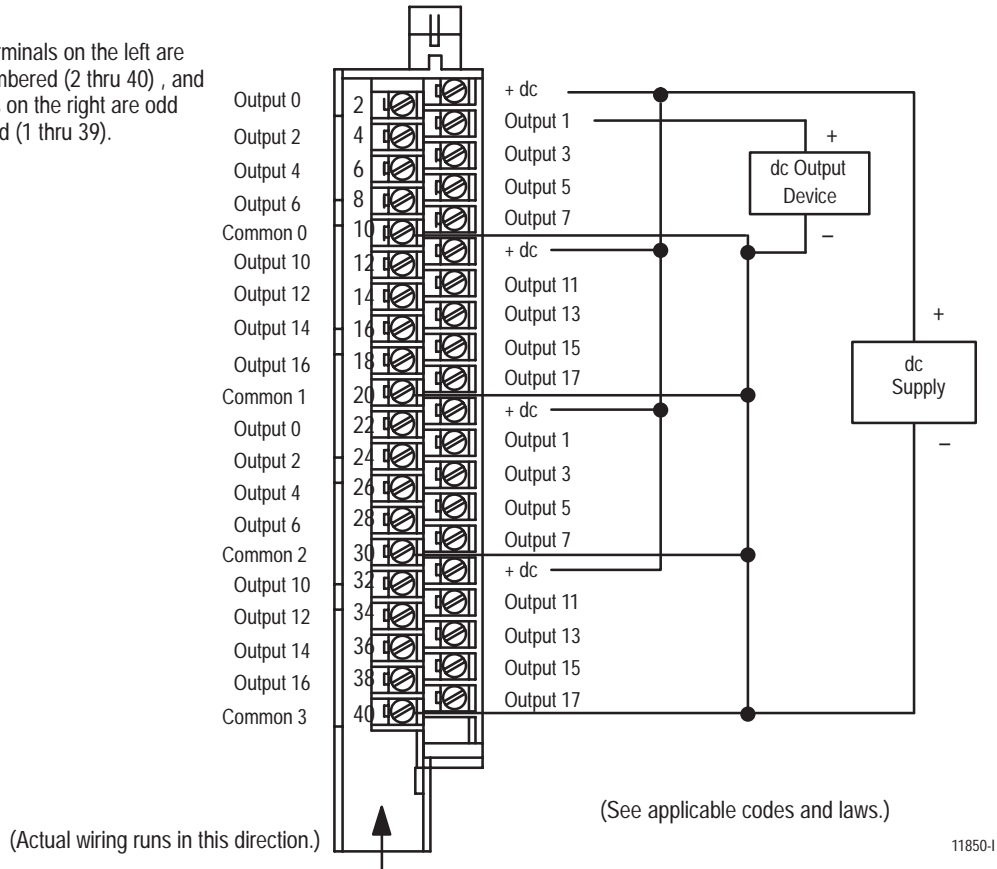 rminals on the left are
mbered (2 thru 40) , and
on the right are odd
d (1 thru 39).
Output 0 2 + dc
Output 2 4 Output 1
Output 4 6 Output 3
Output 6 8 Output 5
Common 0 10 Output 7
Output 10 12 + dc
Output 12 14 Output 11
Output 14 16 Output 13
Output 16 18 Output 15
Common 1 20 Output 17
Output 0 22 + dc
Output 2 24 Output 1
Output 4 26 Output 3
Output 6 28 Output 5
Common 2 30 Output 7
Output 10 32 + dc
Output 12 34 Output 11
Output 14 36 Output 13
Output 16 38 Output 15
Common 3 40 Output 17
+
dc Output
Device
–
+
dc
Supply
–
(See applicable codes and laws.)
(Actual wiring runs in this direction.)
11850-I